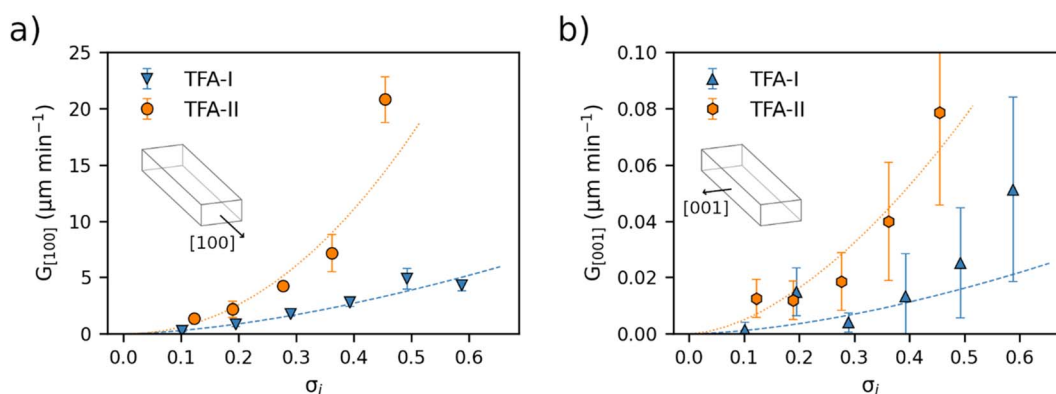 a)
G[100] (µm min⁻¹)
25
20
15
10
5
0
TFA-I
TFA-II
[100]
0.0 0.1 0.2 0.3 0.4 0.5 0.6
σi
b)
G[001] (µm min⁻¹)
0.10
0.08
0.06
0.04
0.02
0.00
TFA-I
TFA-II
[001]
0.0 0.1 0.2 0.3 0.4 0.5 0.6
σi